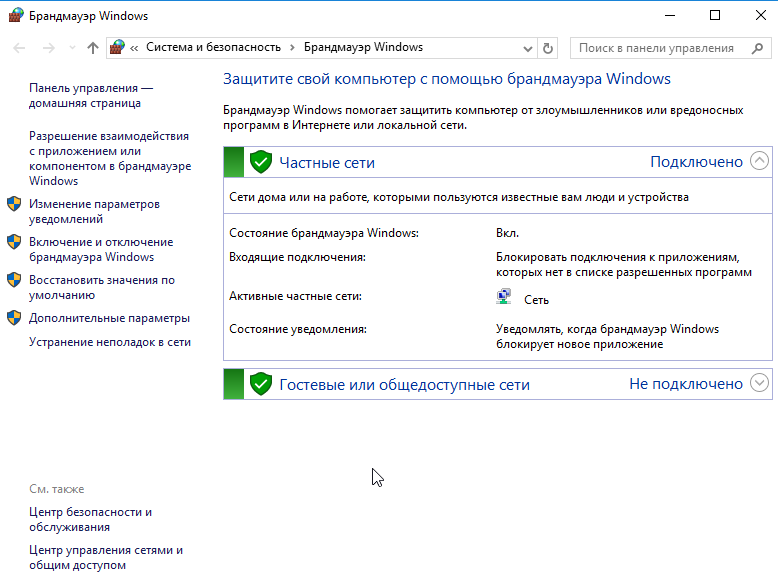 Брандмауэр Windows
« Система и безопасность › Брандмауэр Windows
Поиск в панели управления
Панель управления —
домашняя страница
Разрешение взаимодействия
с приложением или
компонентом в брандмауэре
Windows
Изменение параметров
уведомлений
Включение и отключение
брандмауэра Windows
Восстановить значения по
умолчанию
Дополнительные параметры
Устранение неполадок в сети
См. также
Центр безопасности и
обслуживания
Центр управления сетями и
общим доступом
Защитите свой компьютер с помощью брандмауэра Windows
Брандмауэр Windows помогает защитить компьютер от злоумышленников или вредоносных
программ в Интернете или локальной сети.
Частные сети Подключено
Сети дома или на работе, которыми пользуются известные вам люди и устройства
Состояние брандмауэра Windows: Вкл.
Входящие подключения: Блокировать подключения к приложениям,
которых нет в списке разрешенных программ
Активные частные сети: Сеть
Состояние уведомления: Уведомлять, когда брандмауэр Windows
блокирует новое приложение
Гостевые или общедоступные сети Не подключено